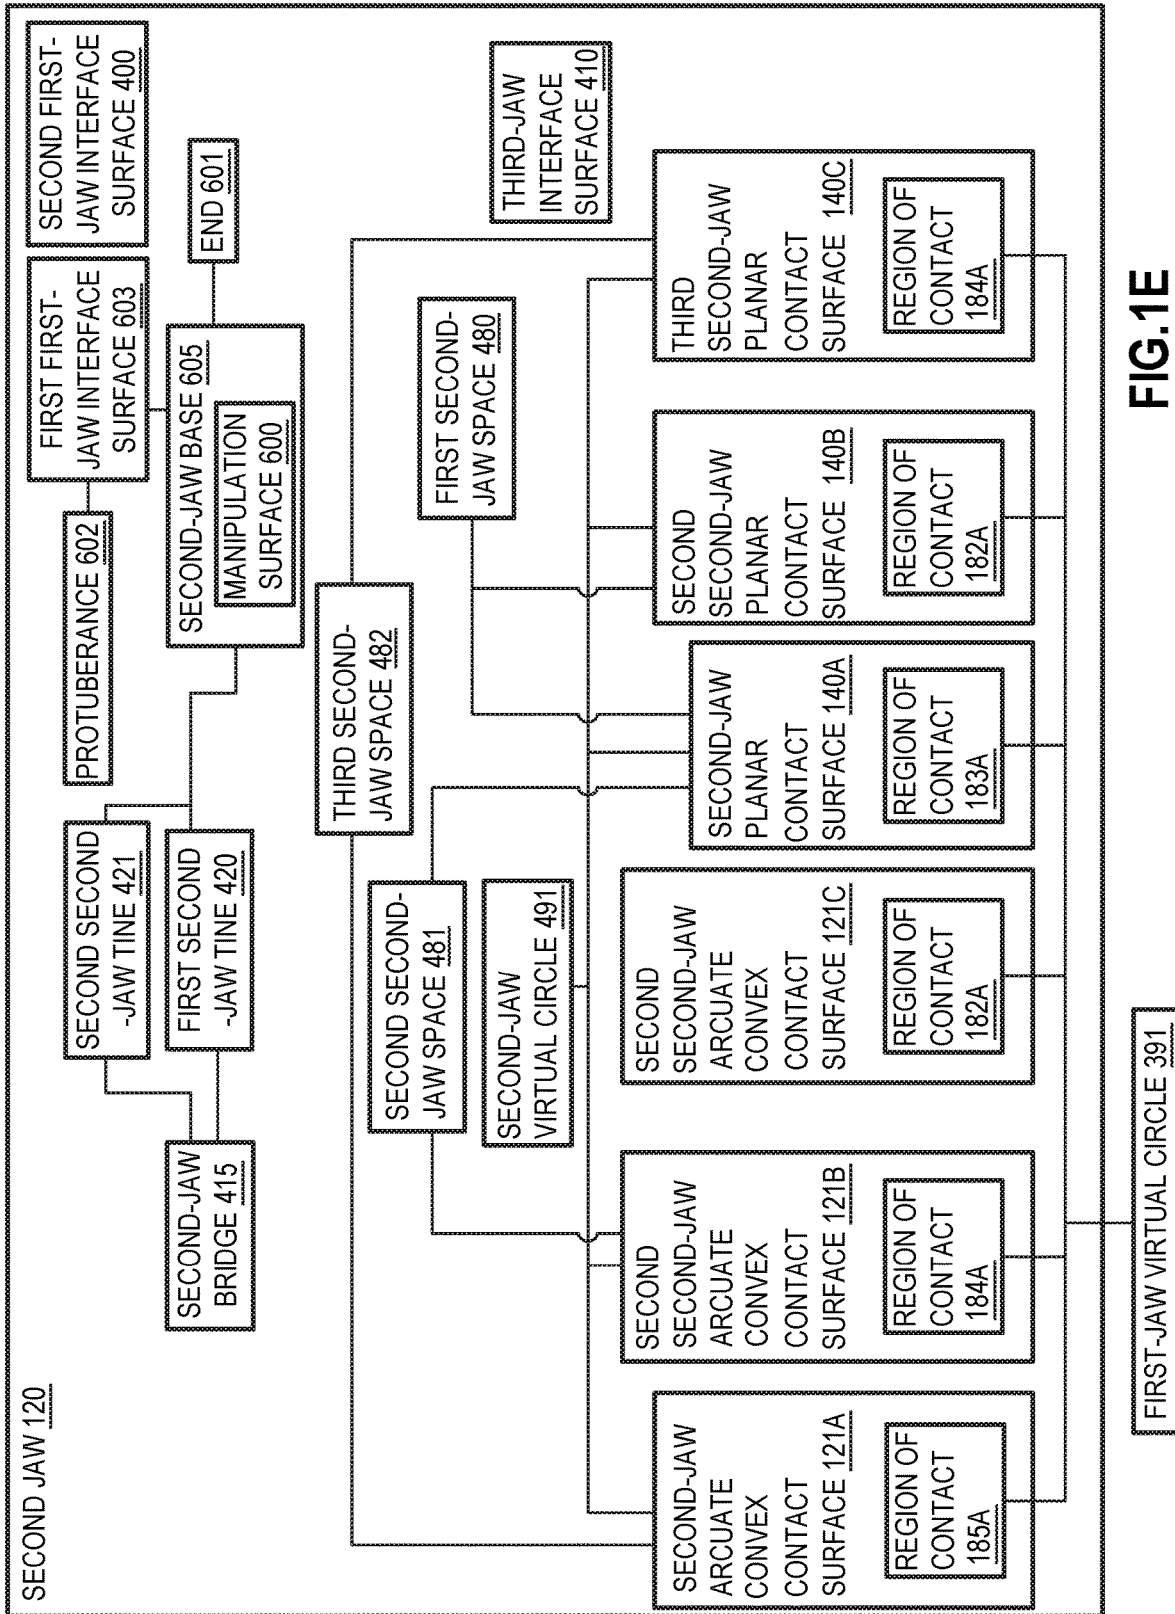 SECOND JAW 120
SECOND-JAW
BRIDGE 415
SECOND SECOND
-JAW TINE 421
FIRST SECOND
-JAW TINE 420
PROTUBERANCE 602
FIRST FIRST-
JAW INTERFACE
SURFACE 603
SECOND FIRST-
JAW INTERFACE
SURFACE 400
SECOND-JAW BASE 605
MANIPULATION
SURFACE 600
END 601
THIRD SECOND-
JAW SPACE 482
SECOND SECOND-
JAW SPACE 481
FIRST SECOND-
JAW SPACE 480
SECOND-JAW
VIRTUAL CIRCLE 491
THIRD-JAW
INTERFACE
SURFACE 410
SECOND-JAW
ARCUATE
CONVEX
CONTACT
SURFACE 121A
REGION OF
CONTACT
185A
SECOND
SECOND-JAW
ARCUATE
CONVEX
CONTACT
SURFACE 121B
REGION OF
CONTACT
184A
SECOND
SECOND-JAW
ARCUATE
CONVEX
CONTACT
SURFACE 121C
REGION OF
CONTACT
182A
SECOND-JAW
PLANAR
CONTACT
SURFACE 140A
REGION OF
CONTACT
183A
SECOND
SECOND-JAW
PLANAR
CONTACT
SURFACE 140B
REGION OF
CONTACT
182A
THIRD
SECOND-JAW
PLANAR
CONTACT
SURFACE 140C
REGION OF
CONTACT
184A
FIRST-JAW VIRTUAL CIRCLE 391
FIG.1E